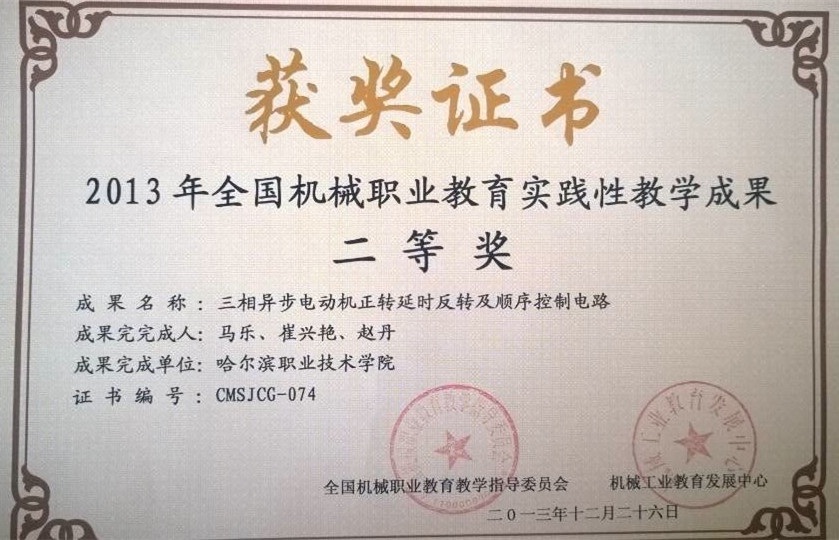 获奖证书
2013年全国机械职业教育实践性教学成果
二等奖
成果名称：三相异步电动机正转延时反转及顺序控制电路
成果完完成人：马乐、崔兴艳、赵丹
成果完成单位：哈尔滨职业技术学院
证书编号：CMSJCG-074
全国机械职业教育教学指导委员会 机械工业教育发展中心
二0一三年十二月二十六日